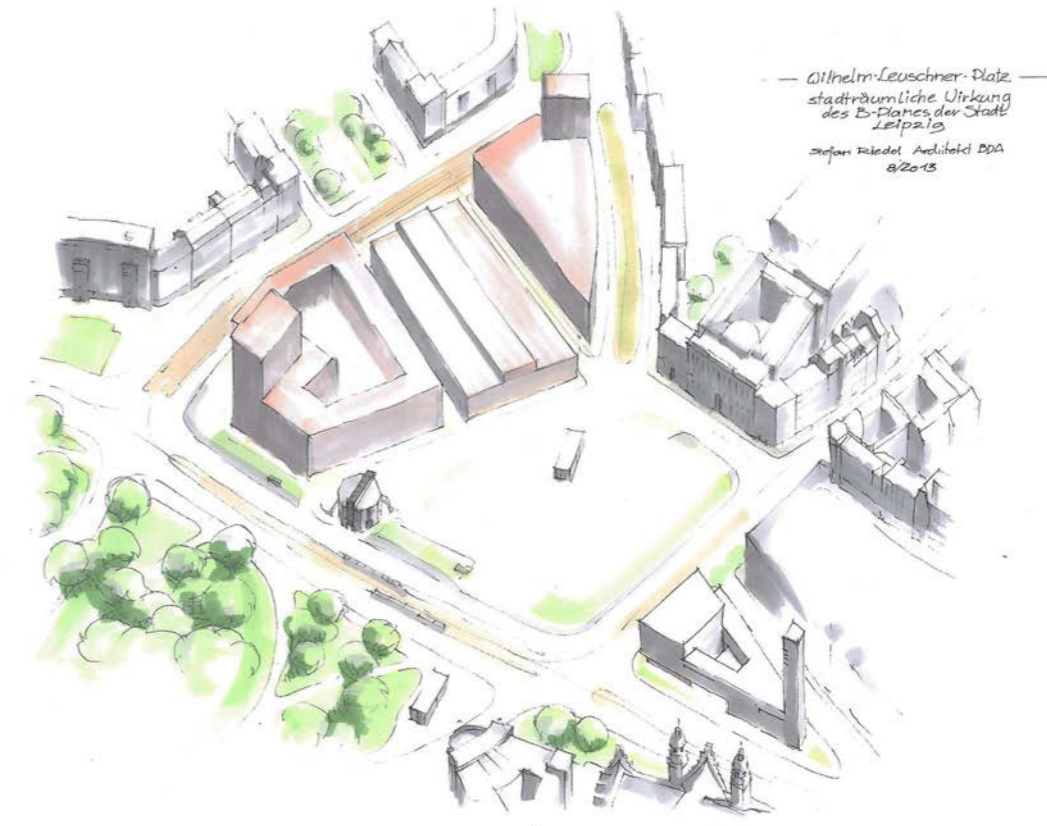 — Wilhelm-Leuschner-Platz —
stadträumliche Wirkung
des B-Planes der Stadt
Leipzig
Stefan Riedel Architekt BDA
8/2013